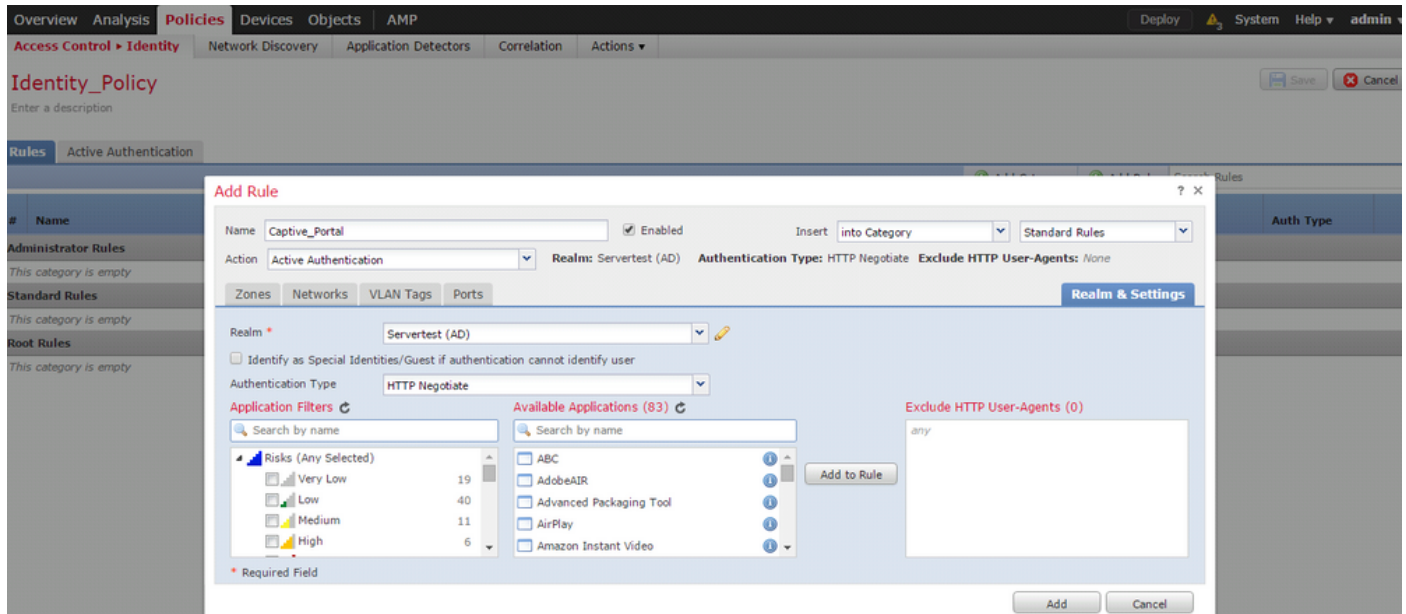 Overview Analysis Policies Devices Objects AMP Deploy 3 System Help ▾ admin ▾
Access Control ▸ Identity Network Discovery Application Detectors Correlation Actions ▾
Identity_Policy Save Cancel
Enter a description
Rules Active Authentication
Search Rules
Add Rule ? ×
# Name Auth Type
Name Captive_Portal Enabled Insert into Category Standard Rules
Administrator Rules
Action Active Authentication Realm: Servertest (AD) Authentication Type: HTTP Negotiate Exclude HTTP User-Agents: None
This category is empty
Standard Rules
Zones Networks VLAN Tags Ports Realm & Settings
This category is empty
Realm * Servertest (AD)
Root Rules
Identify as Special Identities/Guest if authentication cannot identify user
This category is empty
Authentication Type HTTP Negotiate
Application Filters Available Applications (83) Exclude HTTP User-Agents (0)
Search by name Search by name any
Risks (Any Selected) ABC
Very Low 19 AdobeAIR Add to Rule
Low 40 Advanced Packaging Tool
Medium 11 AirPlay
High 6 Amazon Instant Video
* Required Field
Add Cancel